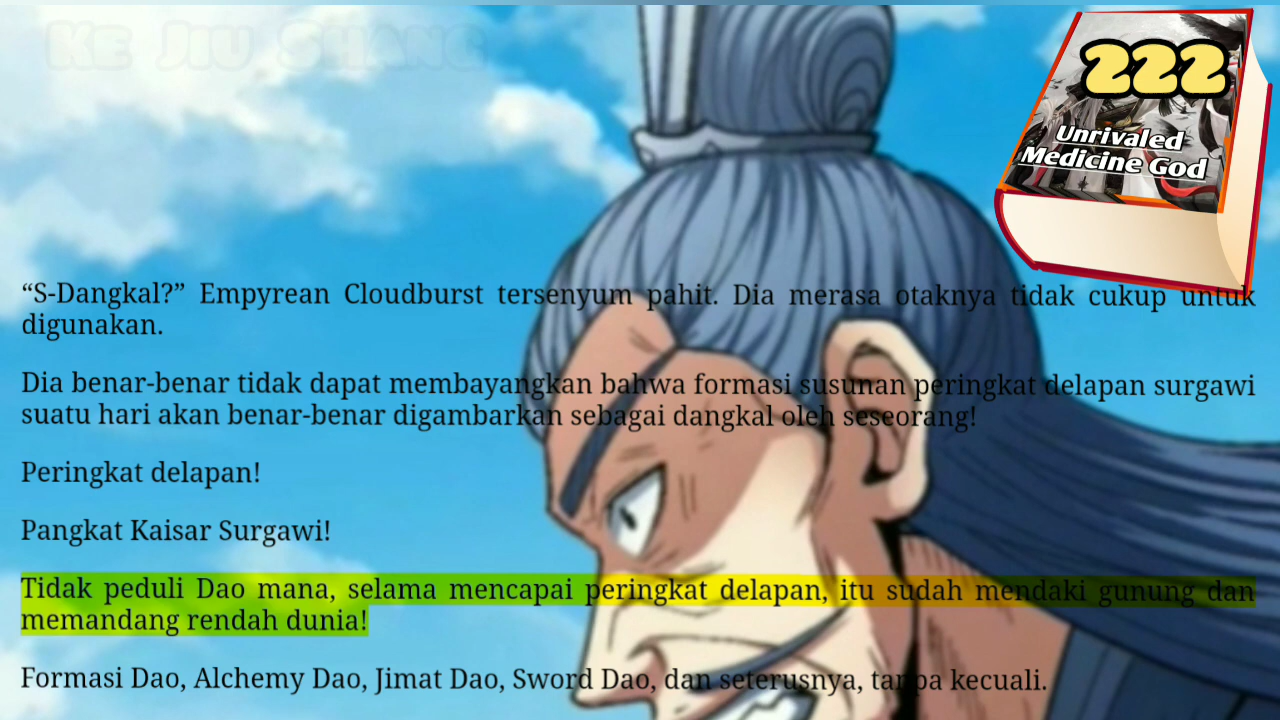 Ke Jiu Shang
222
Unrivaled
Medicine God
“S-Dangkal?” Empyrean Cloudburst tersenyum pahit. Dia merasa otaknya tidak cukup untuk
digunakan.
Dia benar-benar tidak dapat membayangkan bahwa formasi susunan peringkat delapan surgawi
suatu hari akan benar-benar digambarkan sebagai dangkal oleh seseorang!
Peringkat delapan!
Pangkat Kaisar Surgawi!
Tidak peduli Dao mana, selama mencapai peringkat delapan, itu sudah mendaki gunung dan
memandang rendah dunia!
Formasi Dao, Alchemy Dao, Jimat Dao, Sword Dao, dan seterusnya, tanpa kecuali.